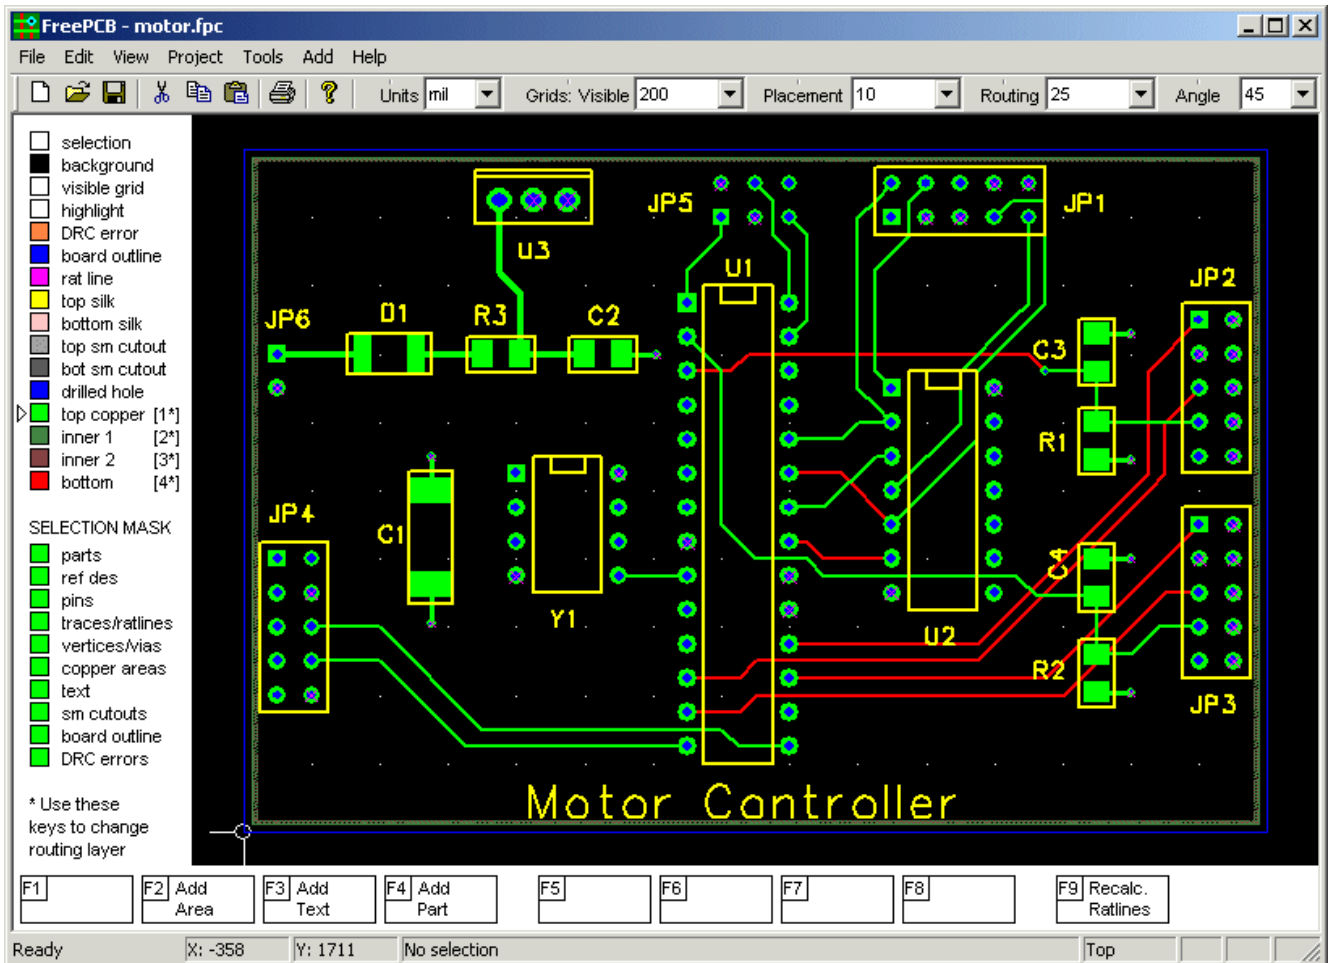 FreePCB - motor.fpc
File Edit View Project Tools Add Help
Units mil Grids: Visible 200 Placement 10 Routing 25 Angle 45
selection
background
visible grid
highlight
DRC error
board outline
rat line
top silk
bottom silk
top sm cutout
bot sm cutout
drilled hole
top copper [1*]
inner 1 [2*]
inner 2 [3*]
bottom [4*]
SELECTION MASK
parts
ref des
pins
traces/ratlines
vertices/vias
copper areas
text
sm cutouts
board outline
DRC errors
* Use these
keys to change
routing layer
JP5
JP1
U3
U1
JP2
JP6
D1
R3
C2
C3
R1
JP4
C1
Y1
C4
U2
R2
JP3
Motor Controller
F1
F2 Add
Area
F3 Add
Text
F4 Add
Part
F5
F6
F7
F8
F9 Recalc.
Ratlines
Ready X: -358 Y: 1711 No selection Top